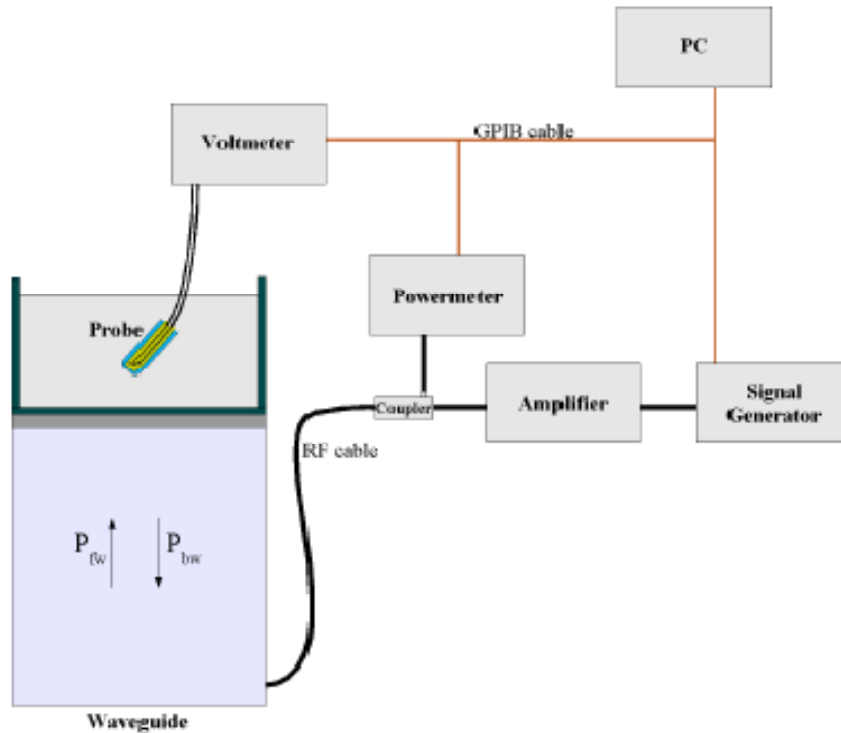 PC
GPIB cable
Voltmeter
Powermeter
Probe
Coupler
Amplifier
Signal
Generator
RF cable
P fw
P bw
Waveguide